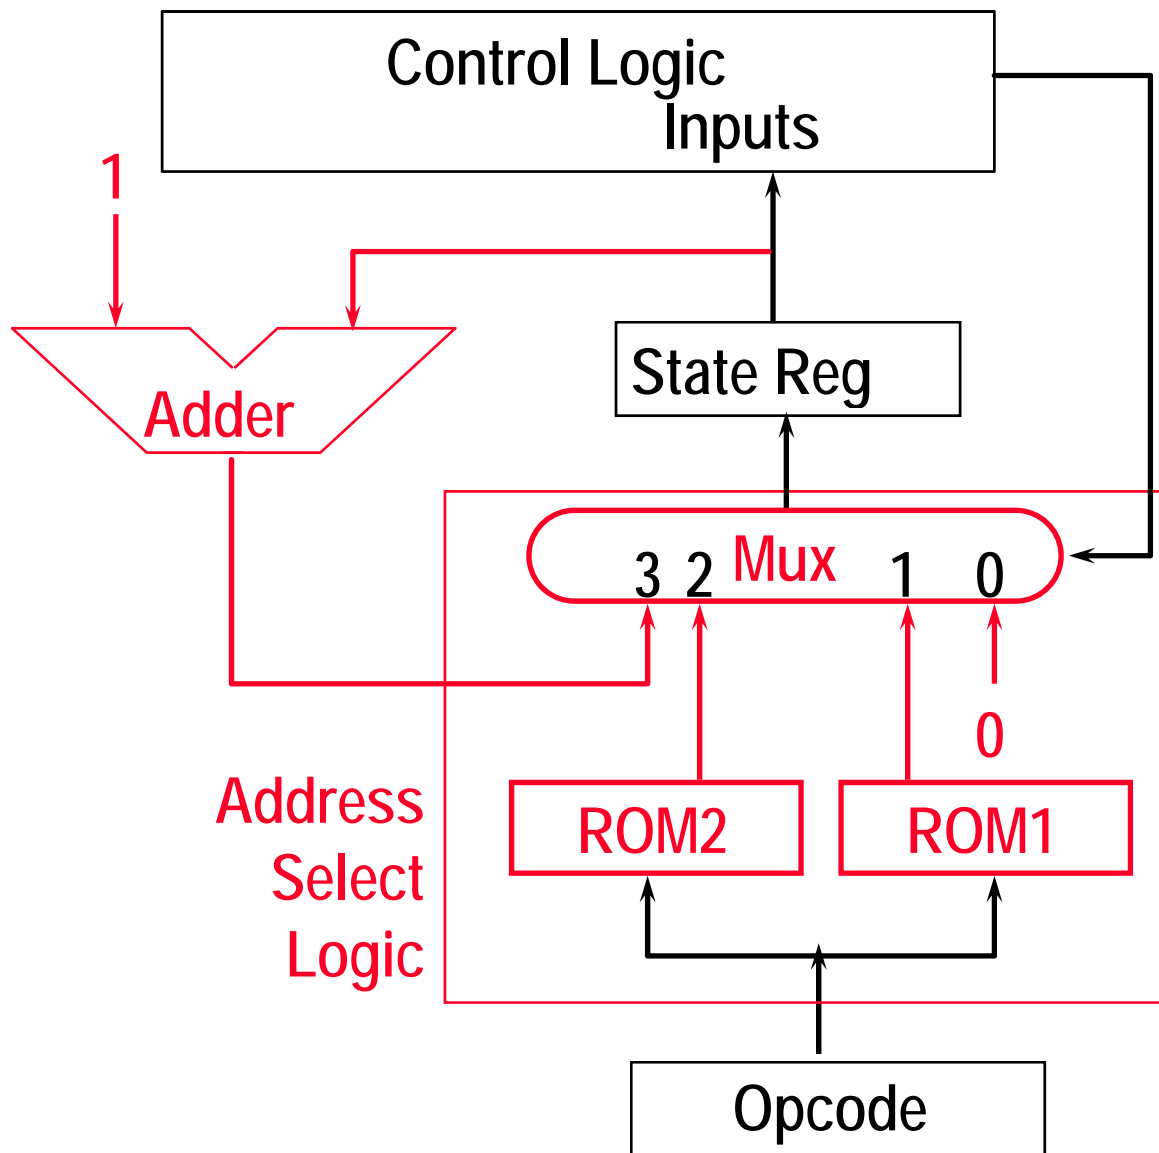 Control Logic
Inputs
1
State Reg
Adder
3 2 Mux 1 0
0
Address
Select
Logic
ROM2
ROM1
Opcode